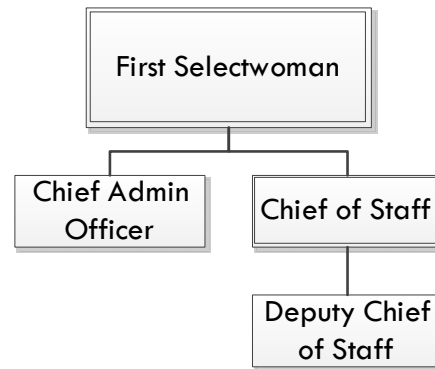 First Selectwoman
Chief Admin
Officer
Chief of Staff
Deputy Chief
of Staff